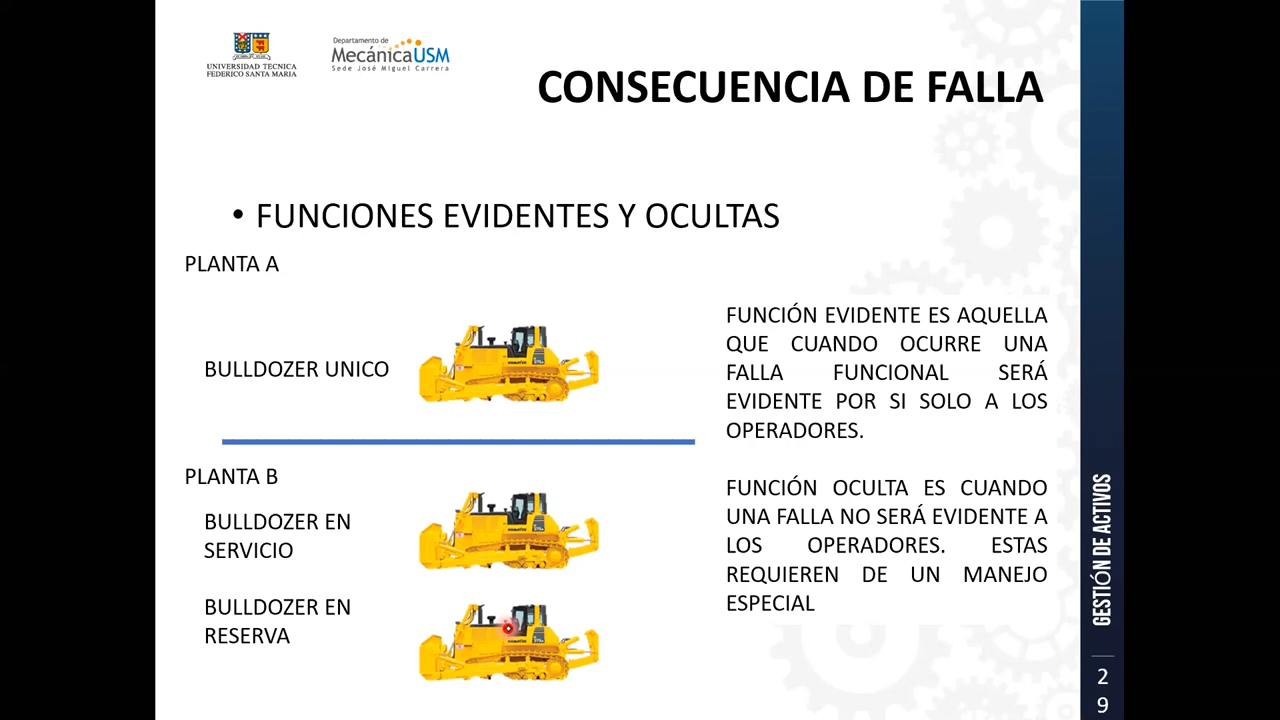 UNIVERSIDAD TECNICA
FEDERICO SANTA MARIA
Departamento de
MecánicaUSM
Sede José Miguel Carrera
CONSECUENCIA DE FALLA
• FUNCIONES EVIDENTES Y OCULTAS
PLANTA A
BULLDOZER UNICO
PLANTA B
BULLDOZER EN
SERVICIO
BULLDOZER EN
RESERVA
FUNCIÓN EVIDENTE ES AQUELLA
QUE CUANDO OCURRE UNA
FALLA FUNCIONAL SERÁ
EVIDENTE POR SI SOLO A LOS
OPERADORES.
FUNCIÓN OCULTA ES CUANDO
UNA FALLA NO SERÁ EVIDENTE A
LOS OPERADORES. ESTAS
REQUIEREN DE UN MANEJO
ESPECIAL
GESTIÓN DE ACTIVOS
2
9